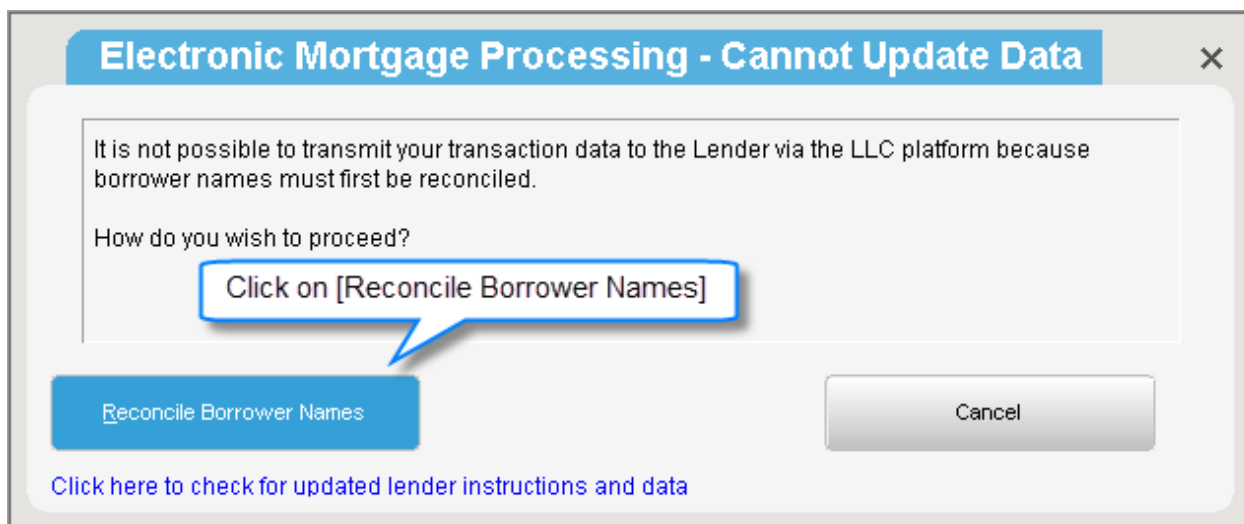 Electronic Mortgage Processing - Cannot Update Data
It is not possible to transmit your transaction data to the Lender via the LLC platform because
borrower names must first be reconciled.
How do you wish to proceed?
Click on [Reconcile Borrower Names]
Reconcile Borrower Names
Cancel
Click here to check for updated lender instructions and data